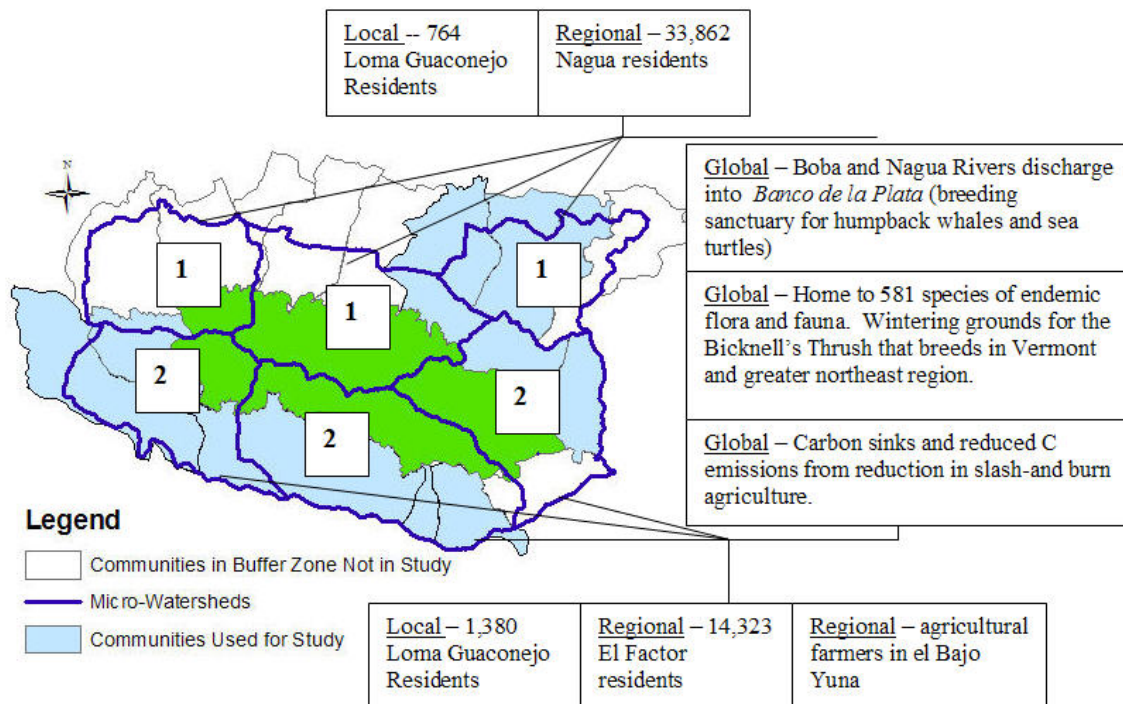 Local -- 764
Loma Guaconejo
Residents
Regional – 33,862
Nagua residents
N
Global – Boba and Nagua Rivers discharge
into Banco de la Plata (breeding
sanctuary for humpback whales and sea
turtles)
Global – Home to 581 species of endemic
flora and fauna. Wintering grounds for the
Bicknell's Thrush that breeds in Vermont
and greater northeast region.
Global – Carbon sinks and reduced C
emissions from reduction in slash-and burn
agriculture.
1
1
1
2
2
2
Legend
Communities in Buffer Zone Not in Study
Micro-Watersheds
Communities Used for Study
Local – 1,380
Loma Guaconejo
Residents
Regional – 14,323
El Factor
residents
Regional – agricultural
farmers in el Bajo
Yuna